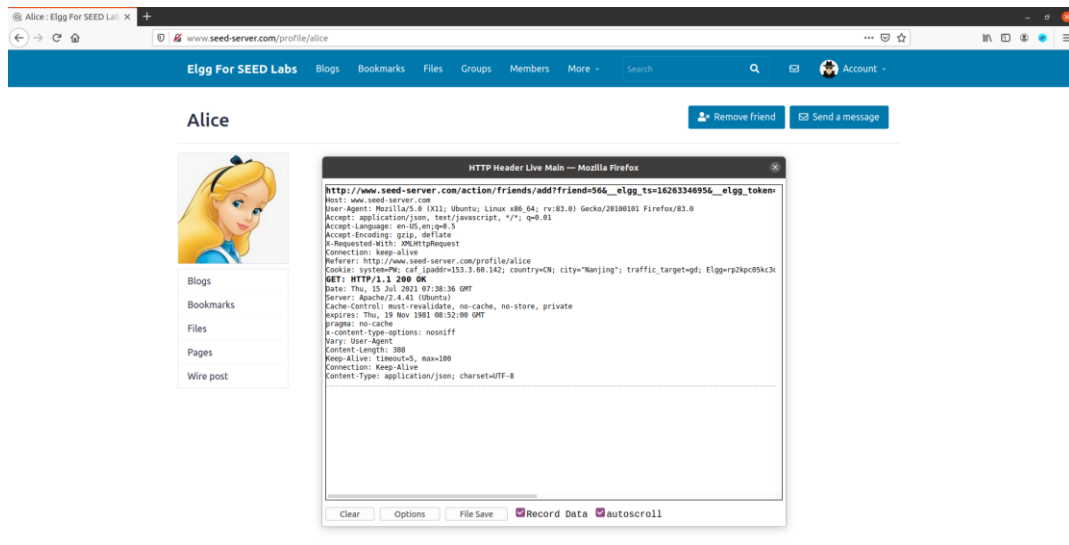 Alice : Elgg For SEED Lab
www.seed-server.com/profile/alice
Elgg For SEED Labs Blogs Bookmarks Files Groups Members More Search Account
Alice
Remove friend Send a message
HTTP Header Live Main — Mozilla Firefox
http://www.seed-server.com/action/friends/add?friend=56&__elgg_ts=1626334695&__elgg_token=
Host: www.seed-server.com
User-Agent: Mozilla/5.0 (X11; Ubuntu; Linux x86_64; rv:83.0) Gecko/20100101 Firefox/83.0
Accept: application/json, text/javascript, */*; q=0.01
Accept-Language: en-US,en;q=0.5
Accept-Encoding: gzip, deflate
X-Requested-With: XMLHttpRequest
Connection: keep-alive
Referer: http://www.seed-server.com/profile/alice
Cookie: system=PW; caf_ipaddr=153.3.60.142; country=CN; city="Nanjing"; traffic_target=gd; Elgg=rp2kpc05kc3
GET: HTTP/1.1 200 OK
Date: Thu, 15 Jul 2021 07:38:36 GMT
Server: Apache/2.4.41 (Ubuntu)
Cache-Control: must-revalidate, no-cache, no-store, private
expires: Thu, 19 Nov 1981 08:52:00 GMT
pragma: no-cache
x-content-type-options: nosniff
Vary: User-Agent
Content-Length: 388
Keep-Alive: timeout=5, max=100
Connection: Keep-Alive
Content-Type: application/json; charset=UTF-8
Blogs
Bookmarks
Files
Pages
Wire post
Clear Options File Save Record Data autoscroll